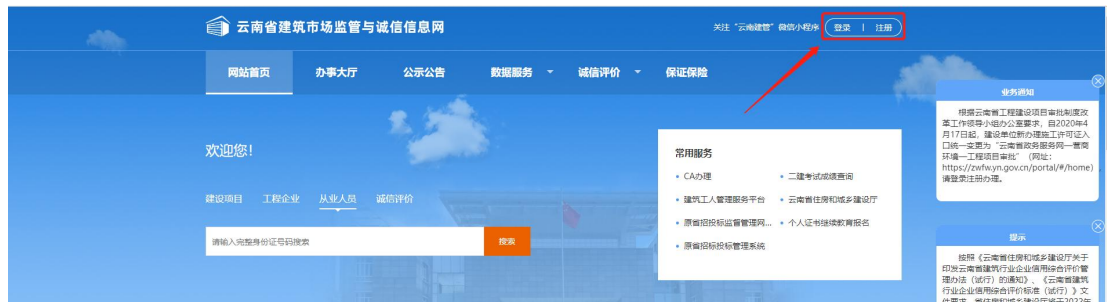 云南省建筑市场监管与诚信信息网
关注“云南建管”微信小程序
登录 | 注册
网站首页 办事大厅 公示公告 数据服务 诚信评价 保证保险
欢迎您!
建设项目 工程企业 从业人员 诚信评价
请输入完整身份证号码搜索
搜索
常用服务
CA办理
二建考试成绩查询
建筑工人管理服务平台
云南省住房和城乡建设厅
原省招投标监督管理网...
个人证书继续教育报名
原省招标投标管理系统
业务通知
根据云南省工程建设项目审批制度改
革工作领导小组办公室要求，自2020年4
月17日起，建设单位新办理施工许可证入
口统一变更为“云南省政务服务网—营商
环境—工程项目审批”（网址：
https://zwfw.yn.gov.cn/portal/#/home），
请登录注册办理。
提示
按照《云南省住房和城乡建设厅关于
印发云南省建筑行业企业信用综合评价管
理办法（试行）的通知》、《云南省建筑
行业企业信用综合评价标准（试行）》文